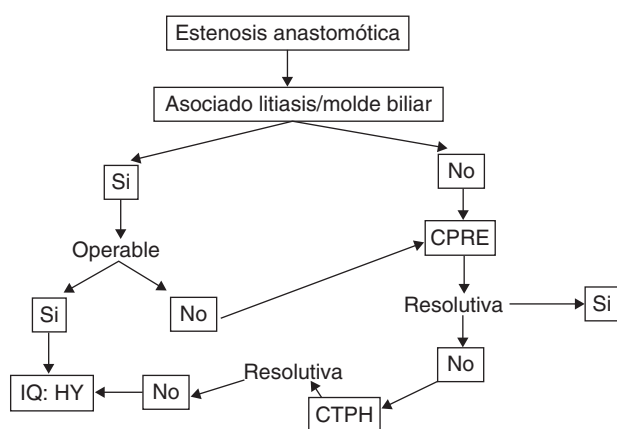 Estenosis anastomótica
Asociado litiasis/molde biliar
Si
No
Operable
CPRE
Si
No
Resolutiva
Si
No
Resolutiva
IQ: HY
No
CTPH